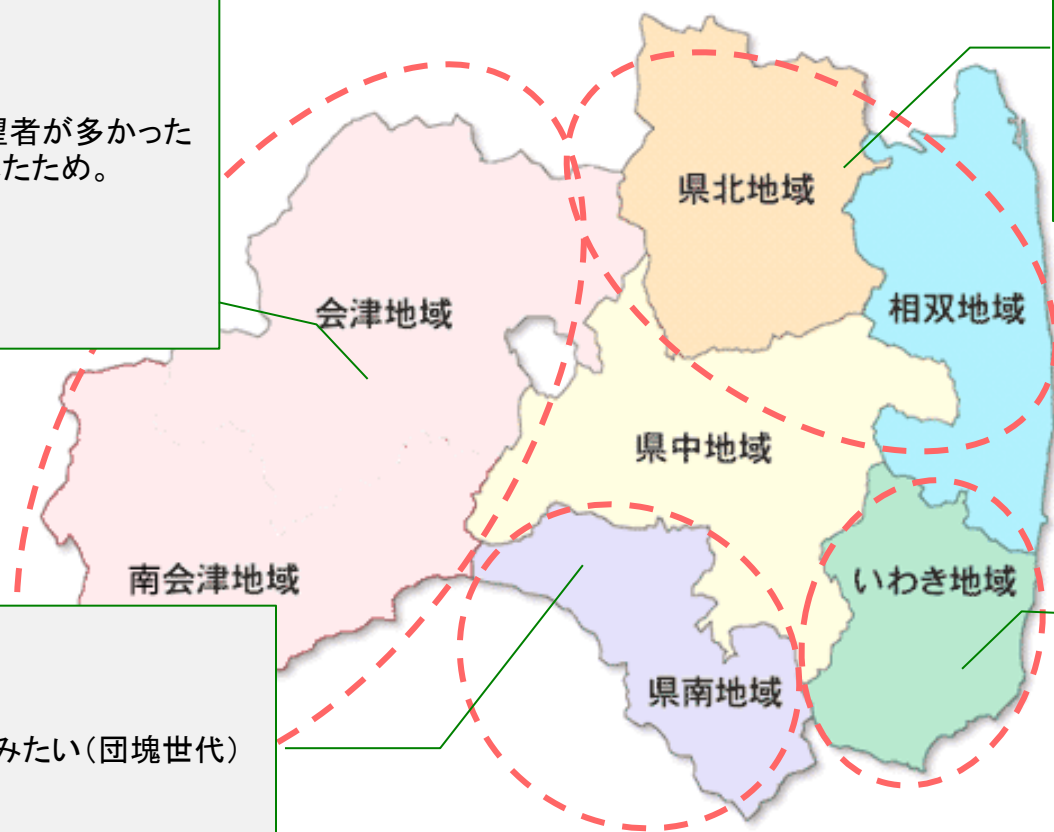 望者が多かった
たため。
県北地域
会津地域
相双地域
県中地域
南会津地域
いわき地域
県南地域
みたい(団塊世代)